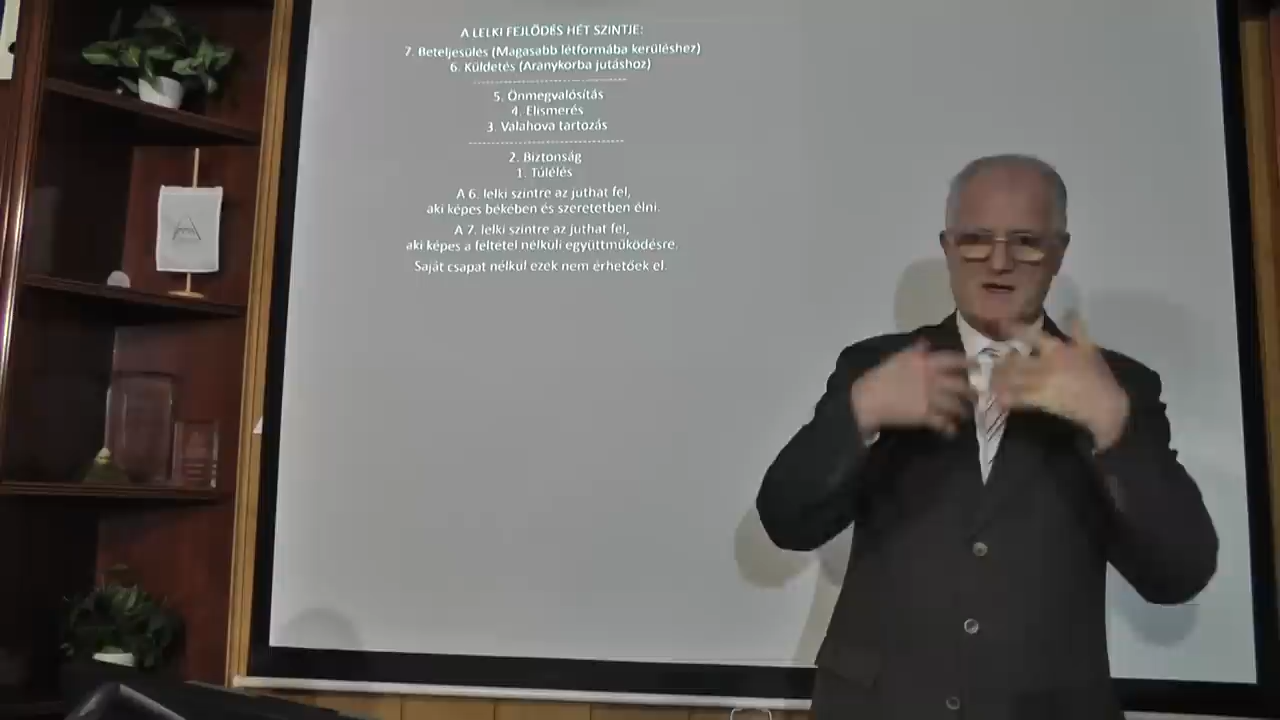 A LELKI FEJLŐDÉS HÉT SZINTJE:
7. Beteljesülés (Magasabb létformába kerüléshez)
6. Küldetés (Aranykorba jutáshoz)
5. Önmegvalósítás
4. Elismerés
3. Valahova tartozás
2. Biztonság
1. Túlélés
A 6. lelki szintre az juthat fel,
aki képes békében és szeretetben élni.
A 7. lelki szintre az juthat fel,
aki képes a feltétel nélküli együttműködésre.
Saját csapat nélkül ezek nem érhetőek el.